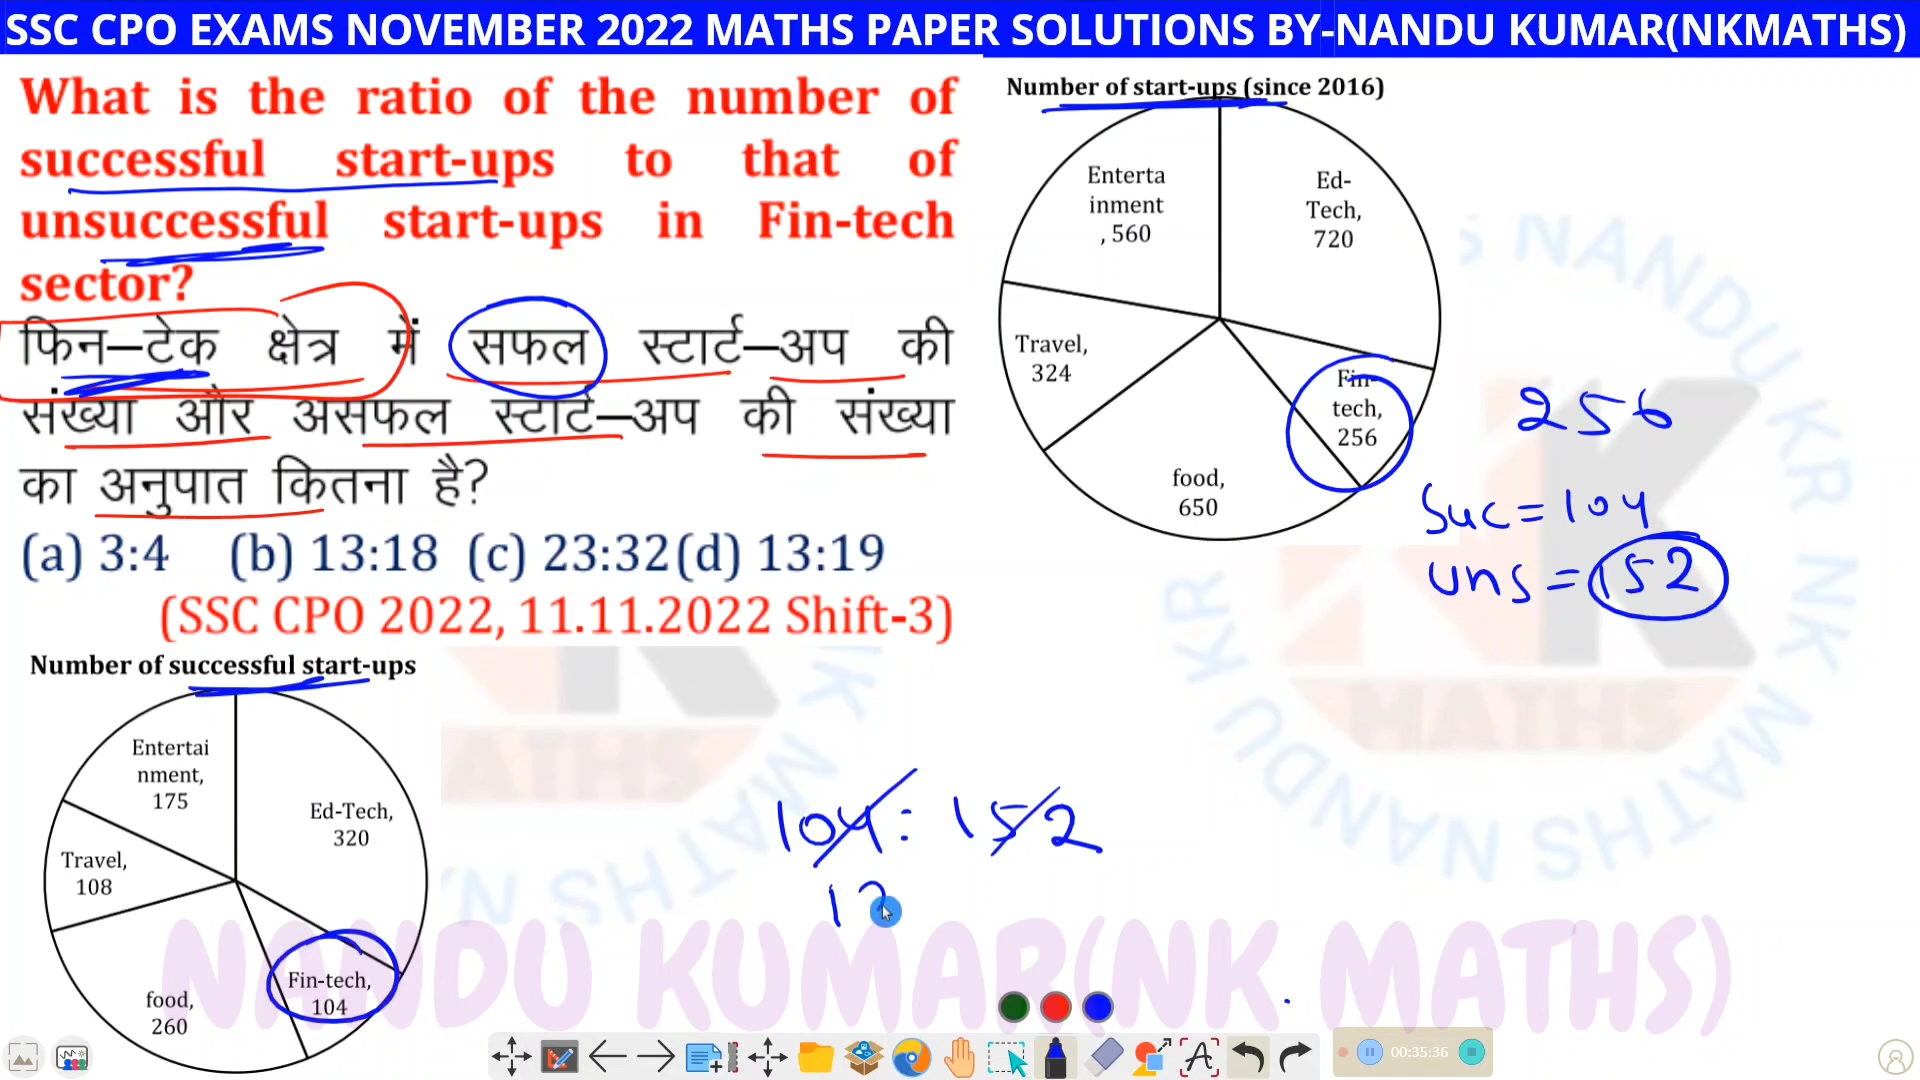 SSC CPO EXAMS NOVEMBER 2022 MATHS PAPER SOLUTIONS BY-NANDU KUMAR(NKMATHS)
What is the ratio of the number of
successful start-ups to that of
unsuccessful start-ups in Fin-tech
sector?
फिन–टेक क्षेत्र में सफल स्टार्ट–अप की
संख्या और असफल स्टार्ट–अप की संख्या
का अनुपात कितना है?
(a) 3:4 (b) 13:18 (c) 23:32 (d) 13:19
(SSC CPO 2022, 11.11.2022 Shift-3)
Number of start-ups (since 2016)
Enterta
inment
, 560
Ed-
Tech,
720
Travel,
324
Fin-
tech,
256
food,
650
256
Suc = 104
uns = 152
Number of successful start-ups
Entertai
nment,
175
Ed-Tech,
320
Travel,
108
Fin-tech,
104
food,
260
104 : 152
NANDU KUMAR(NK MATHS)
00:35:36